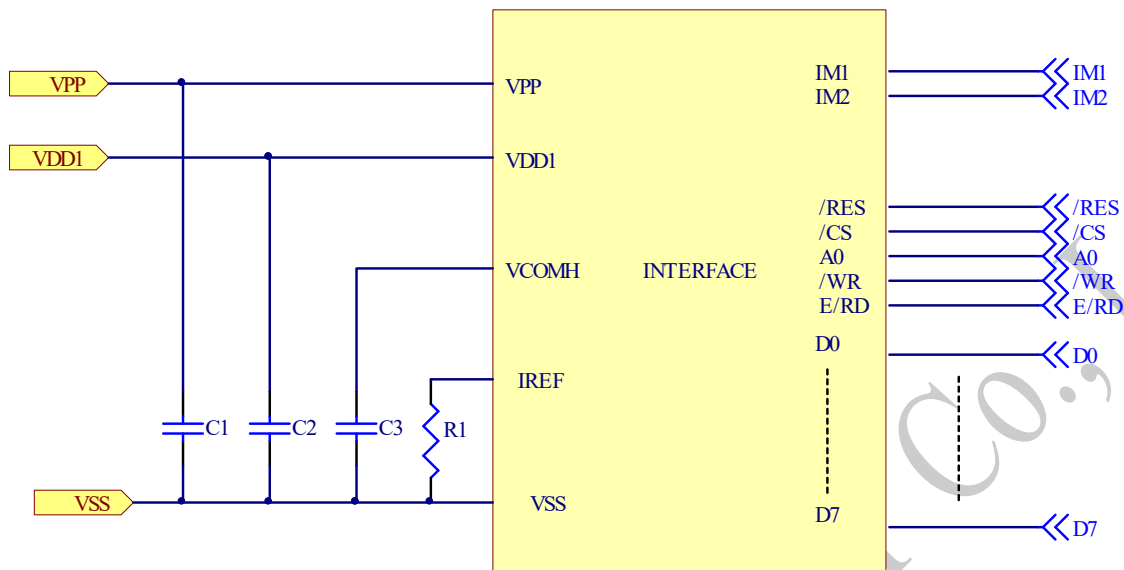 VPP
VDD1
VSS
C1
C2
C3
R1
VPP
VDD1
VCOMH
IREF
VSS
INTERFACE
IM1
IM2
/RES
/CS
A0
/WR
E/RD
D0
D7
IM1
IM2
/RES
/CS
A0
/WR
E/RD
D0
D7
Co.,